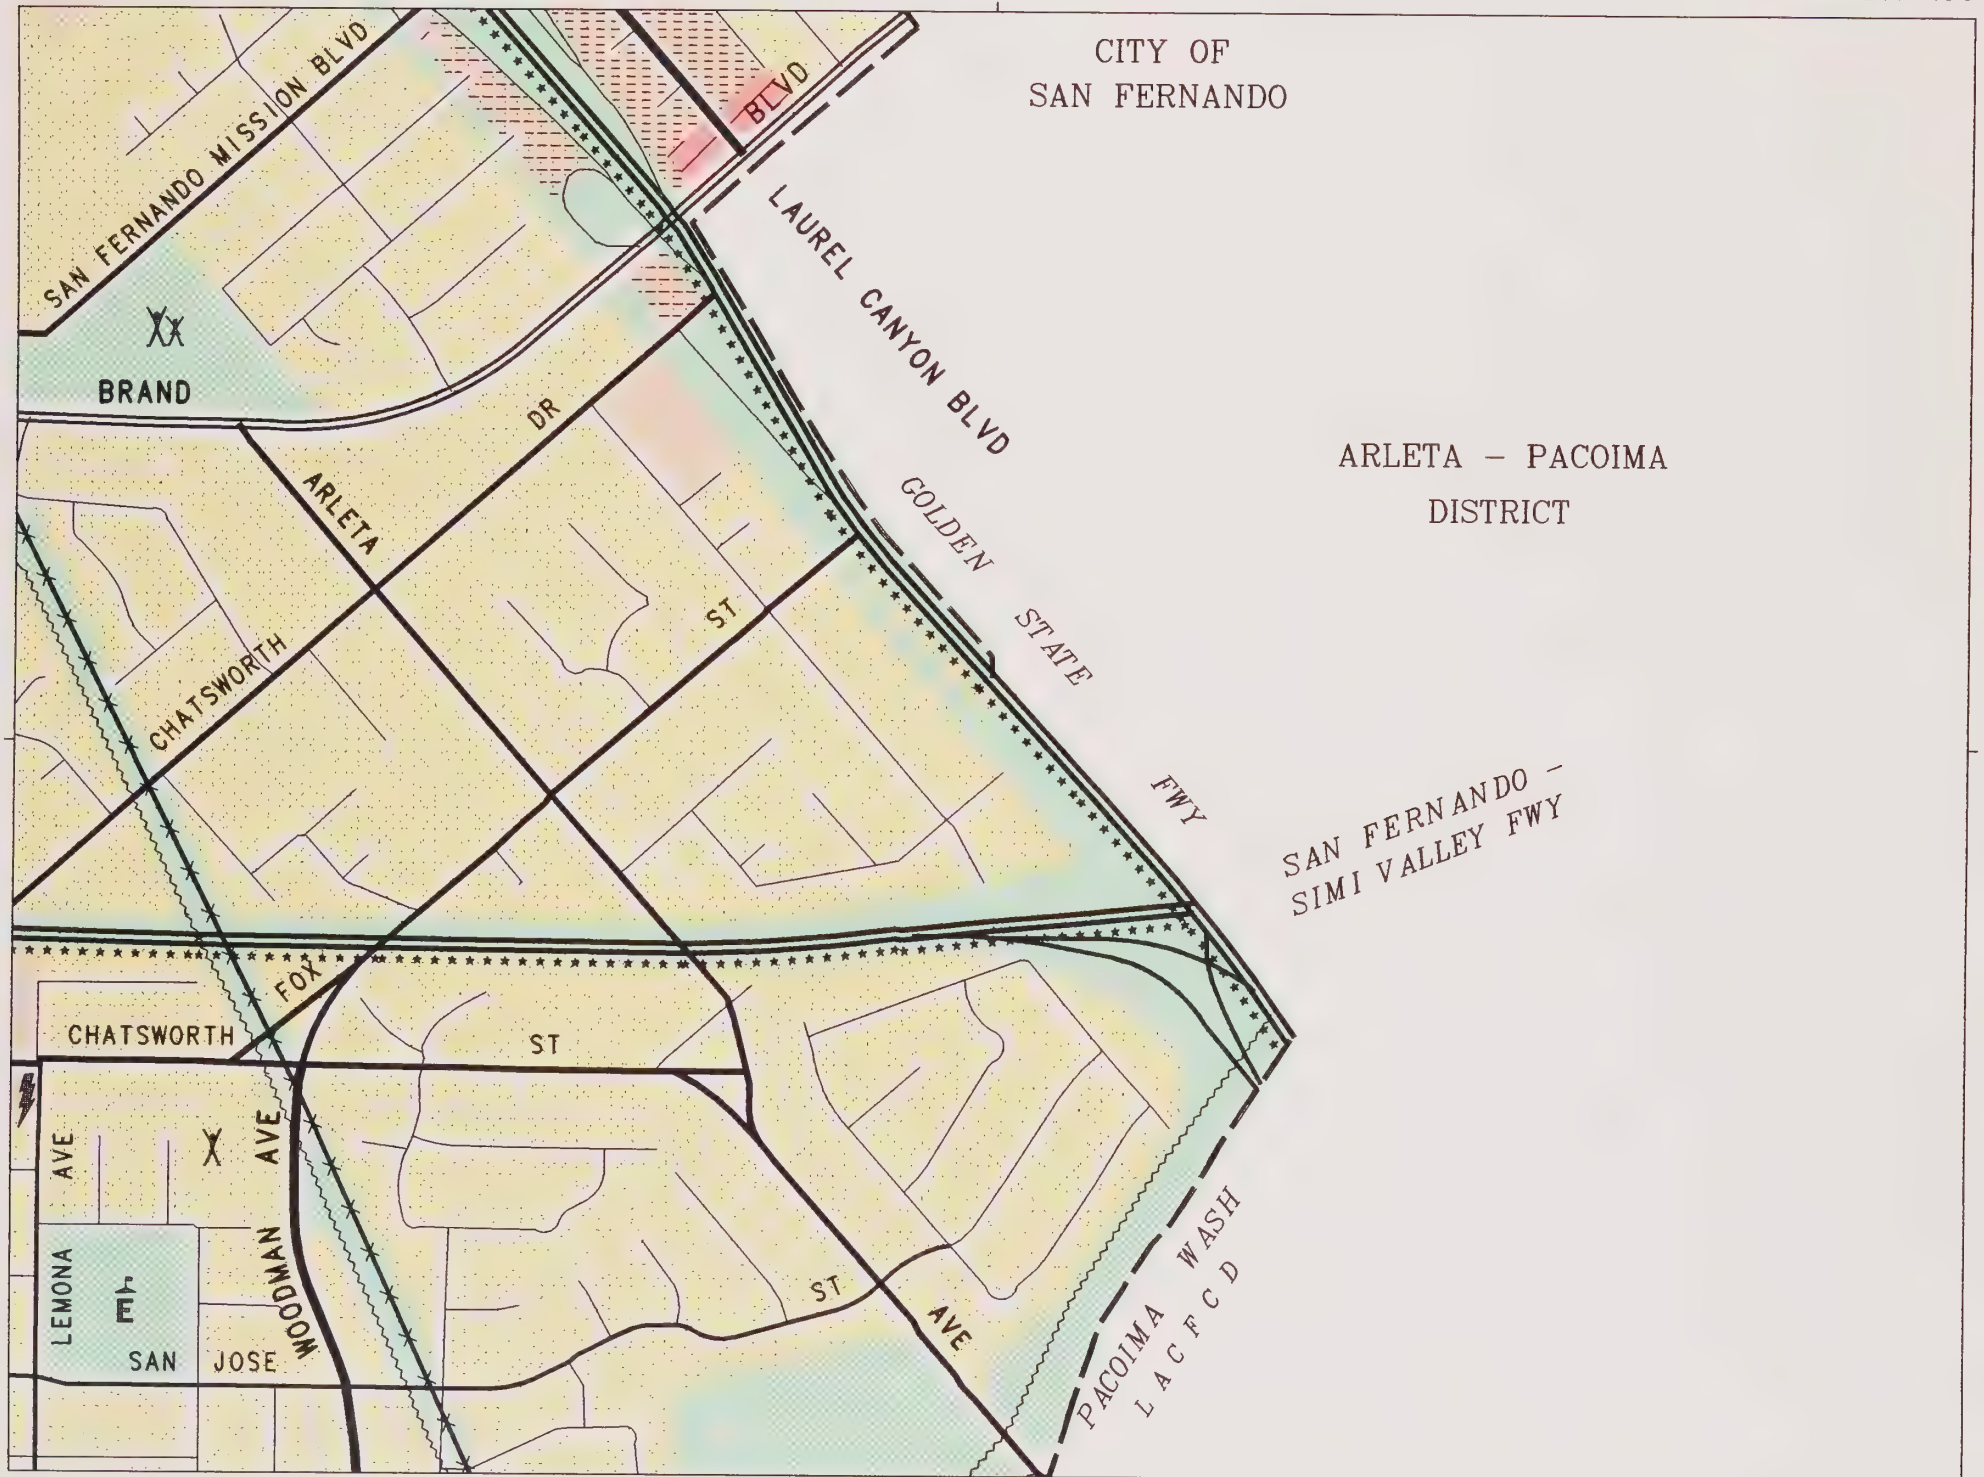 CITY OF
SAN FERNANDO
SAN FERNANDO MISSION BLVD
BLVD
LAUREL CANYON BLVD
BRAND
DR
ARLETA
ARLETA – PACOIMA
DISTRICT
GOLDEN STATE FWY
ST
CHATSWORTH
SAN FERNANDO –
SIMI VALLEY FWY
FOX
CHATSWORTH ST
LEMONA AVE
WOODMAN AVE
E
ST
AVE
SAN JOSE
PACOIMA WASH
L A C F C D